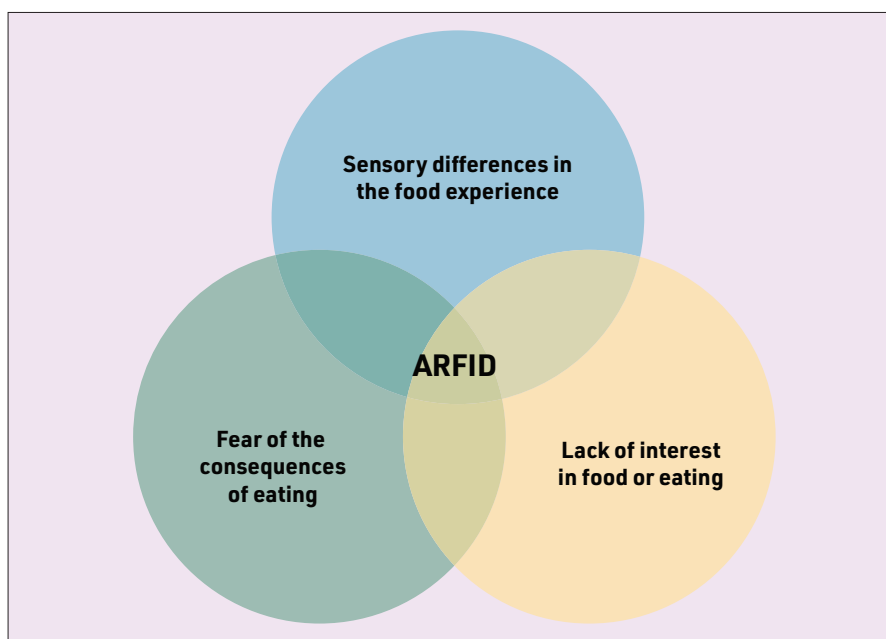 Sensory differences in
the food experience
ARFID
Fear of the
consequences
of eating
Lack of interest
in food or eating